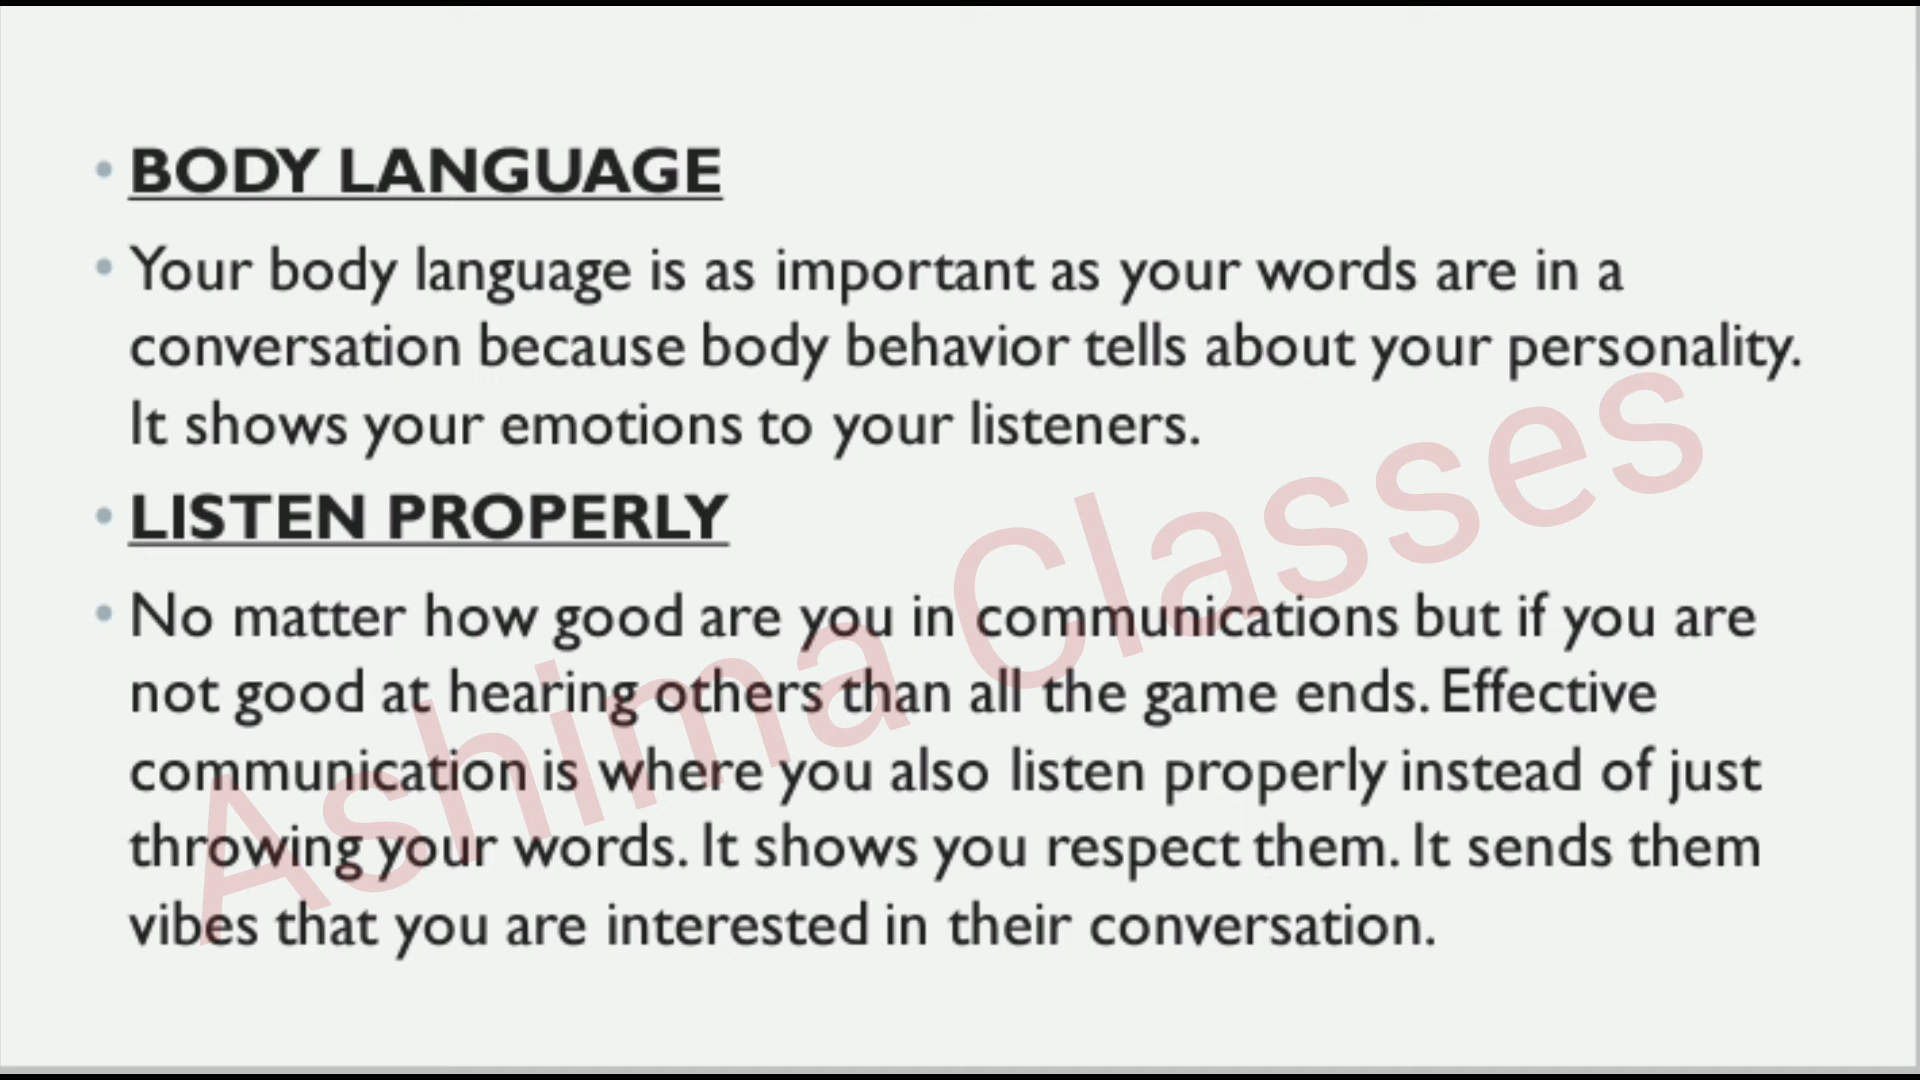 • BODY LANGUAGE
• Your body language is as important as your words are in a
conversation because body behavior tells about your personality.
It shows your emotions to your listeners.
• LISTEN PROPERLY
• No matter how good are you in communications but if you are
not good at hearing others than all the game ends. Effective
communication is where you also listen properly instead of just
throwing your words. It shows you respect them. It sends them
vibes that you are interested in their conversation.
Ashima Classes